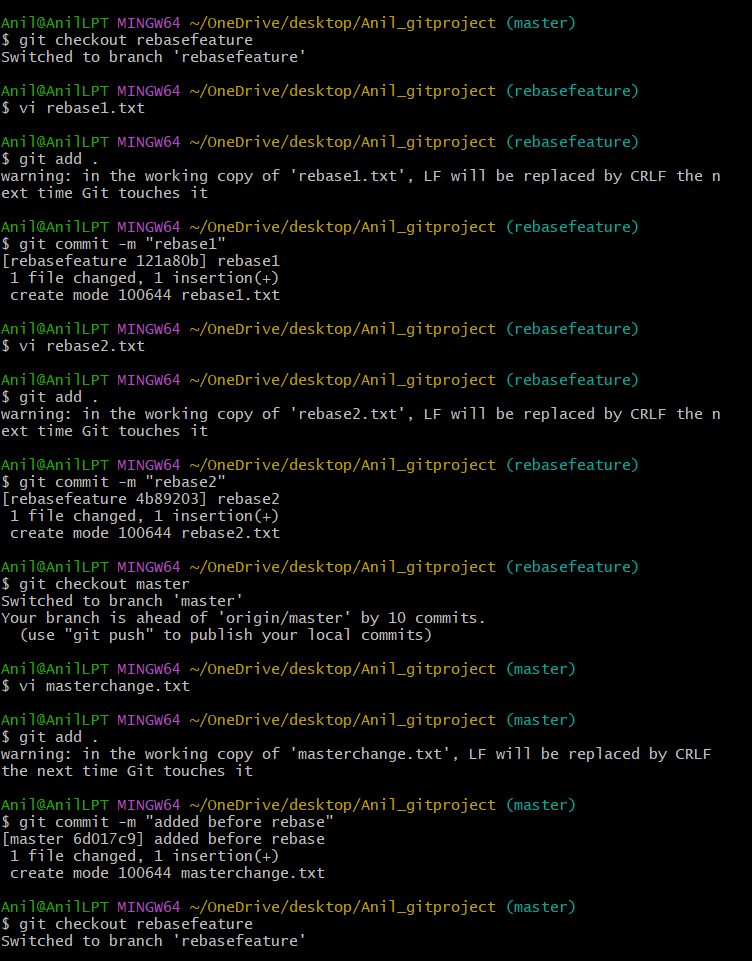 Anil@AnilLPT MINGW64 ~/OneDrive/desktop/Anil_gitproject (master)
$ git checkout rebasefeature
Switched to branch 'rebasefeature'
Anil@AnilLPT MINGW64 ~/OneDrive/desktop/Anil_gitproject (rebasefeature)
$ vi rebase1.txt
Anil@AnilLPT MINGW64 ~/OneDrive/desktop/Anil_gitproject (rebasefeature)
$ git add .
warning: in the working copy of 'rebase1.txt', LF will be replaced by CRLF the n
ext time Git touches it
Anil@AnilLPT MINGW64 ~/OneDrive/desktop/Anil_gitproject (rebasefeature)
$ git commit -m "rebase1"
[rebasefeature 121a80b] rebase1
 1 file changed, 1 insertion(+)
 create mode 100644 rebase1.txt
Anil@AnilLPT MINGW64 ~/OneDrive/desktop/Anil_gitproject (rebasefeature)
$ vi rebase2.txt
Anil@AnilLPT MINGW64 ~/OneDrive/desktop/Anil_gitproject (rebasefeature)
$ git add .
warning: in the working copy of 'rebase2.txt', LF will be replaced by CRLF the n
ext time Git touches it
Anil@AnilLPT MINGW64 ~/OneDrive/desktop/Anil_gitproject (rebasefeature)
$ git commit -m "rebase2"
[rebasefeature 4b89203] rebase2
 1 file changed, 1 insertion(+)
 create mode 100644 rebase2.txt
Anil@AnilLPT MINGW64 ~/OneDrive/desktop/Anil_gitproject (rebasefeature)
$ git checkout master
Switched to branch 'master'
Your branch is ahead of 'origin/master' by 10 commits.
  (use "git push" to publish your local commits)
Anil@AnilLPT MINGW64 ~/OneDrive/desktop/Anil_gitproject (master)
$ vi masterchange.txt
Anil@AnilLPT MINGW64 ~/OneDrive/desktop/Anil_gitproject (master)
$ git add .
warning: in the working copy of 'masterchange.txt', LF will be replaced by CRLF
the next time Git touches it
Anil@AnilLPT MINGW64 ~/OneDrive/desktop/Anil_gitproject (master)
$ git commit -m "added before rebase"
[master 6d017c9] added before rebase
 1 file changed, 1 insertion(+)
 create mode 100644 masterchange.txt
Anil@AnilLPT MINGW64 ~/OneDrive/desktop/Anil_gitproject (master)
$ git checkout rebasefeature
Switched to branch 'rebasefeature'